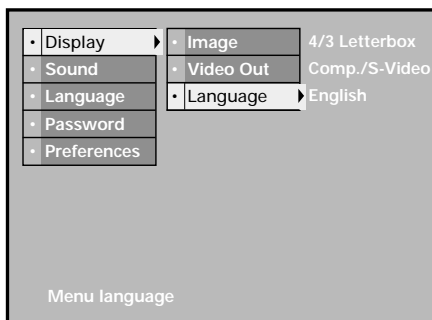 • Display • Image 4/3 Letterbox
• Sound • Video Out Comp./S-Video
• Language • Language English
• Password
• Preferences
Menu language